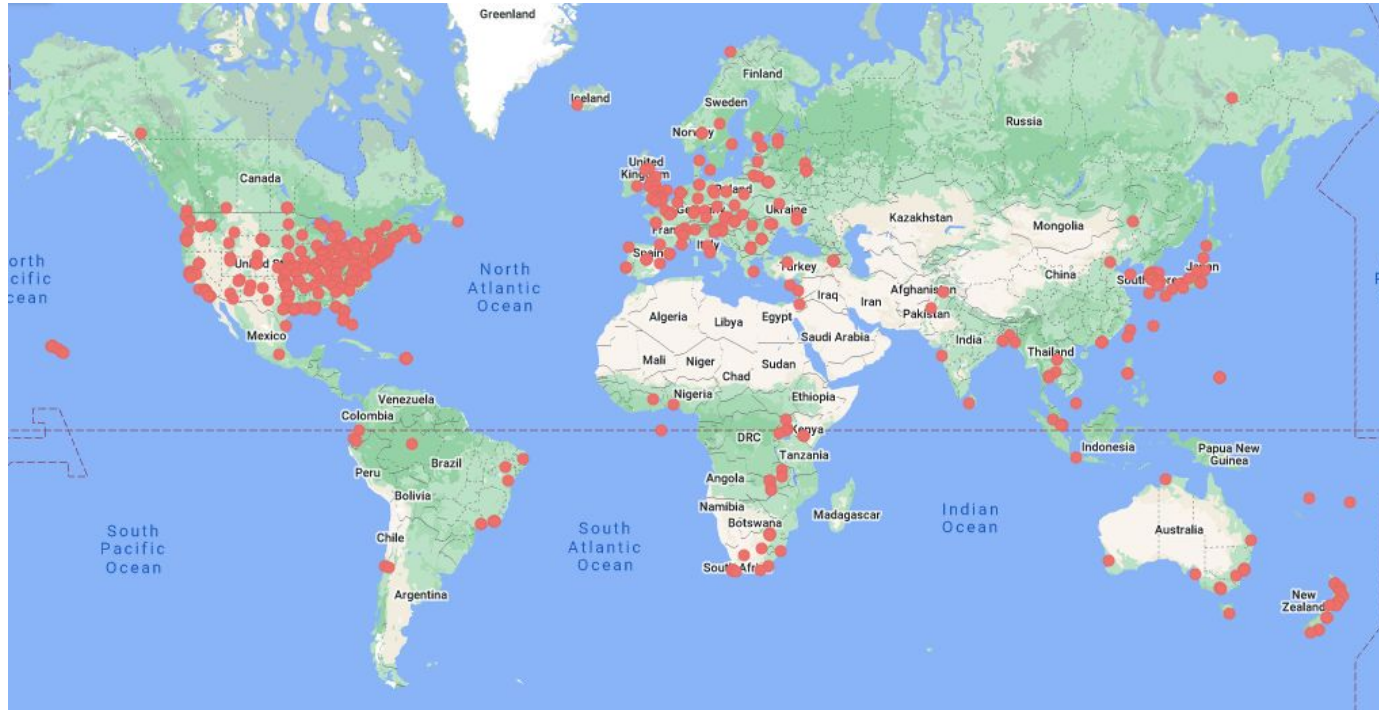 Greenland
Iceland
Finland
Sweden
Norway
Russia
Canada
United
Kingdom
Poland
Ukraine
Kazakhstan
Mongolia
Spain
Italy
Turkey
China
Japan
North
Atlantic
Ocean
Afghanistan
Iraq
Iran
Pakistan
Algeria
Libya
Egypt
Saudi Arabia
India
Thailand
Mexico
Mali
Niger
Sudan
Chad
Nigeria
Ethiopia
Venezuela
Colombia
DRC
Kenya
Tanzania
Indonesia
Papua New
Guinea
Peru
Brazil
Bolivia
Angola
Namibia
Botswana
Madagascar
Indian
Ocean
Australia
South
Pacific
Ocean
Chile
Argentina
South
Atlantic
Ocean
New
Zealand